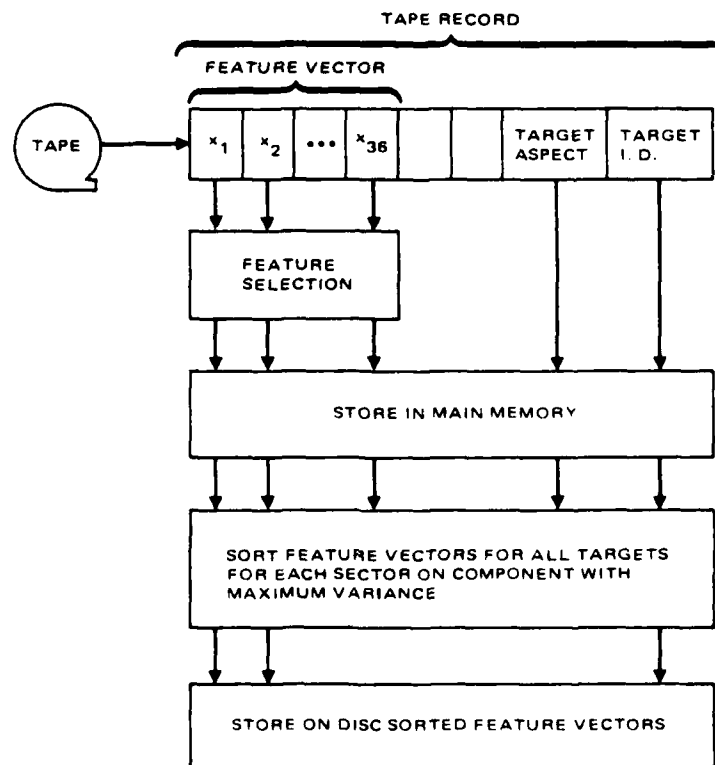 TAPE RECORD
FEATURE VECTOR
TAPE
x1 x2 ••• x36 TARGET ASPECT TARGET I. D.
FEATURE
SELECTION
STORE IN MAIN MEMORY
SORT FEATURE VECTORS FOR ALL TARGETS
FOR EACH SECTOR ON COMPONENT WITH
MAXIMUM VARIANCE
STORE ON DISC SORTED FEATURE VECTORS